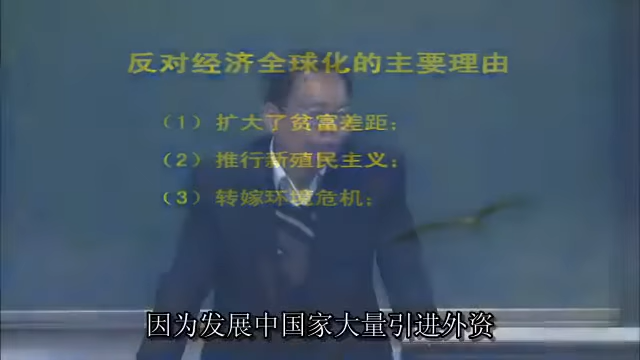 反对经济全球化的主要理由
（1）扩大了贫富差距；
（2）推行新殖民主义；
（3）转嫁环境危机；
因为发展中国家大量引进外资